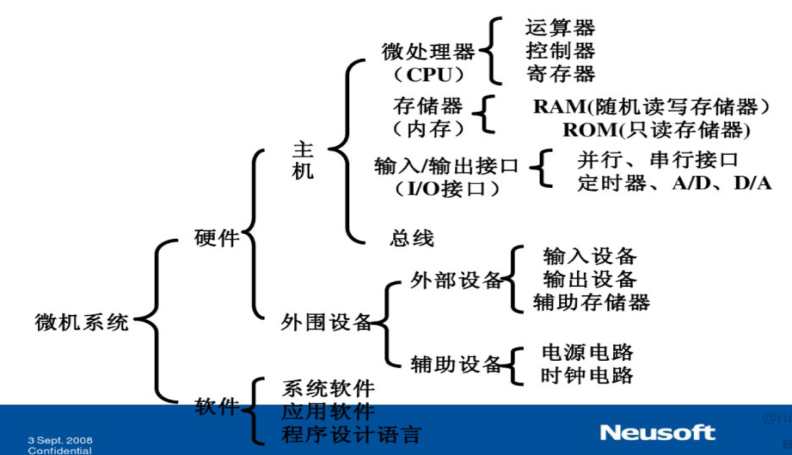 运算器
微处理器
控制器
(CPU)
寄存器
存储器
RAM(随机读写存储器)
(内存)
ROM(只读存储器)
主机
输入/输出接口
并行、串行接口
(I/O接口)
定时器、A/D、D/A
硬件
总线
输入设备
外部设备
输出设备
辅助存储器
微机系统
外围设备
电源电路
辅助设备
时钟电路
系统软件
软件
应用软件
程序设计语言
3 Sept. 2008
Confidential
Neusoft